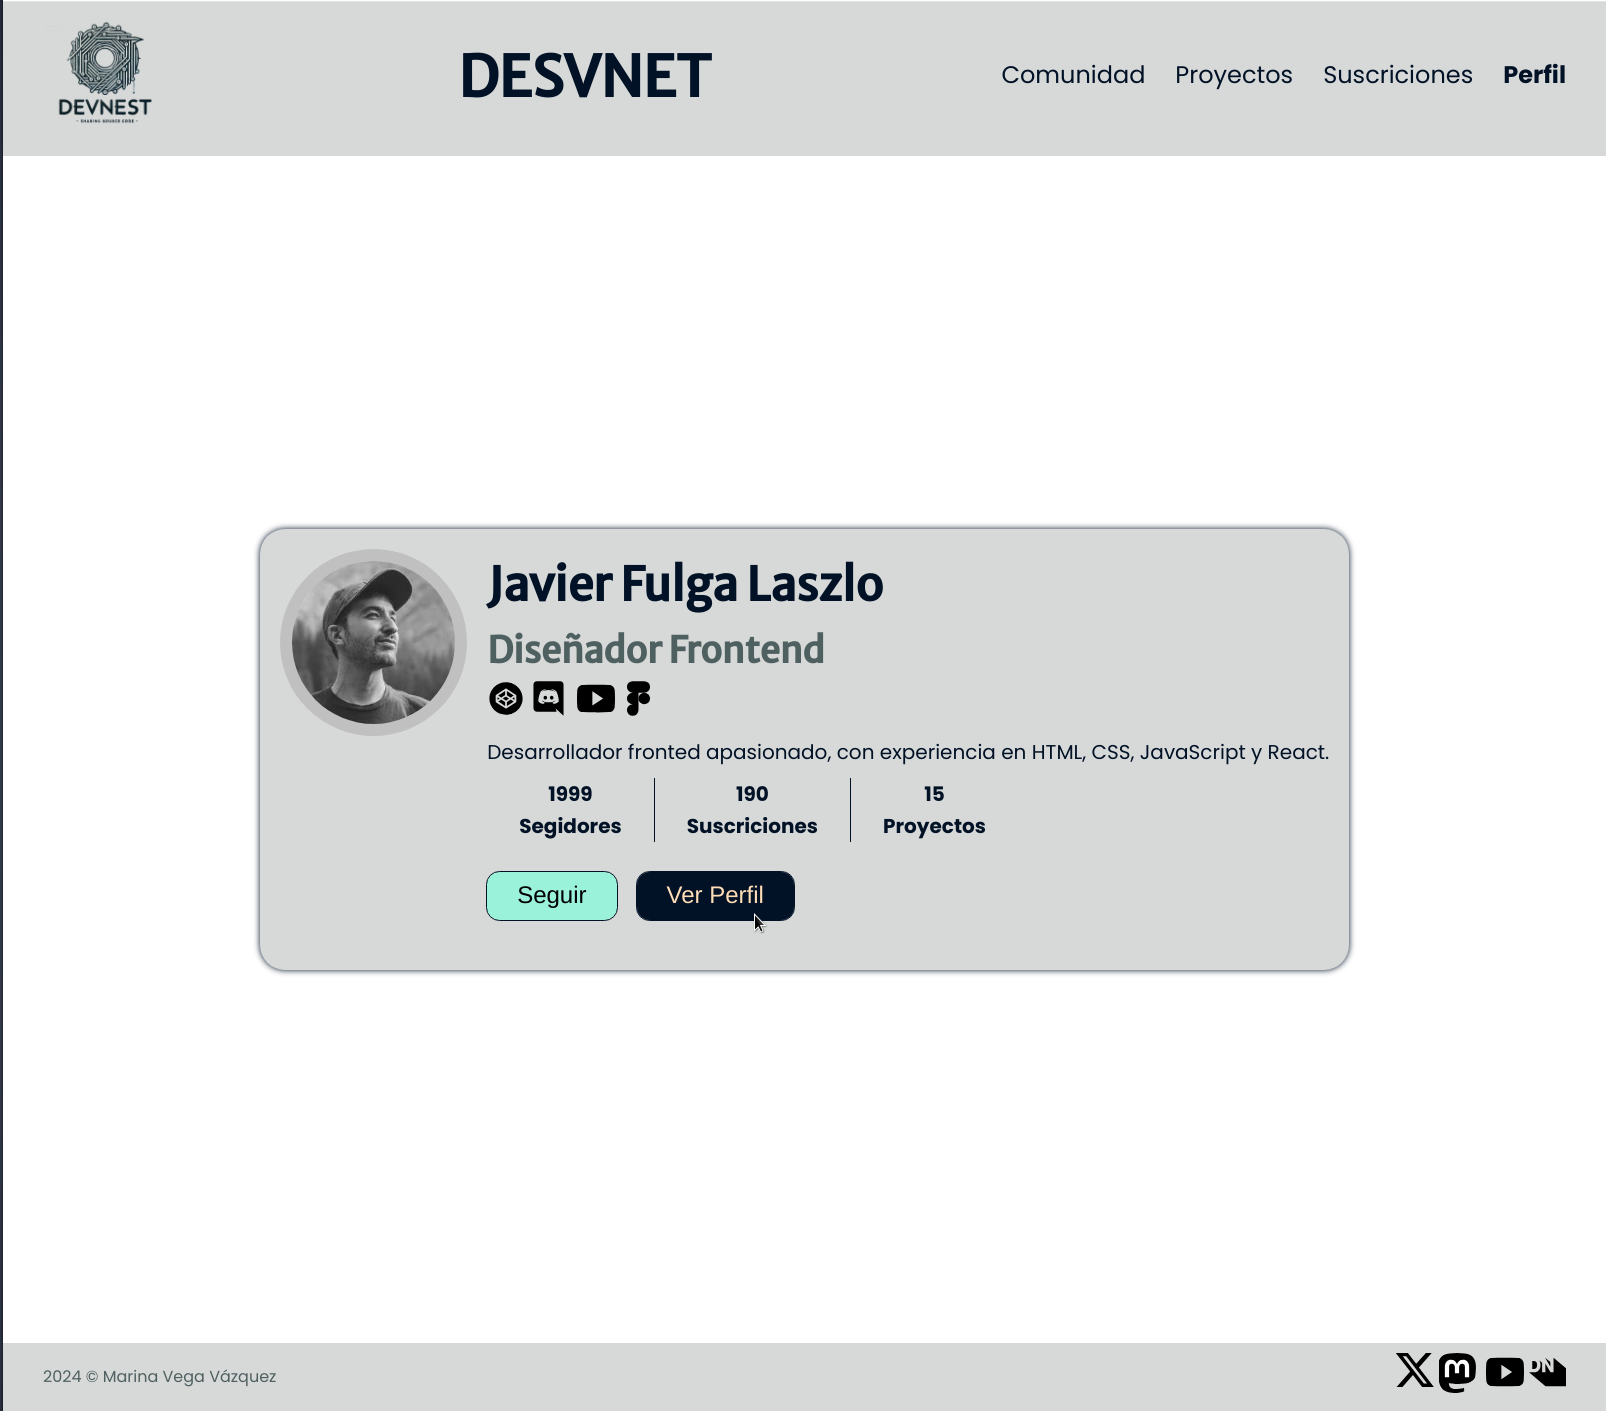 DEVNEST
- SHARING SOURCE CODE -
DESVNET
Comunidad Proyectos Suscriciones Perfil
Javier Fulga Laszlo
Diseñador Frontend
Desarrollador fronted apasionado, con experiencia en HTML, CSS, JavaScript y React.
1999 190 15
Segidores Suscriciones Proyectos
Seguir Ver Perfil
2024 © Marina Vega Vázquez
DN